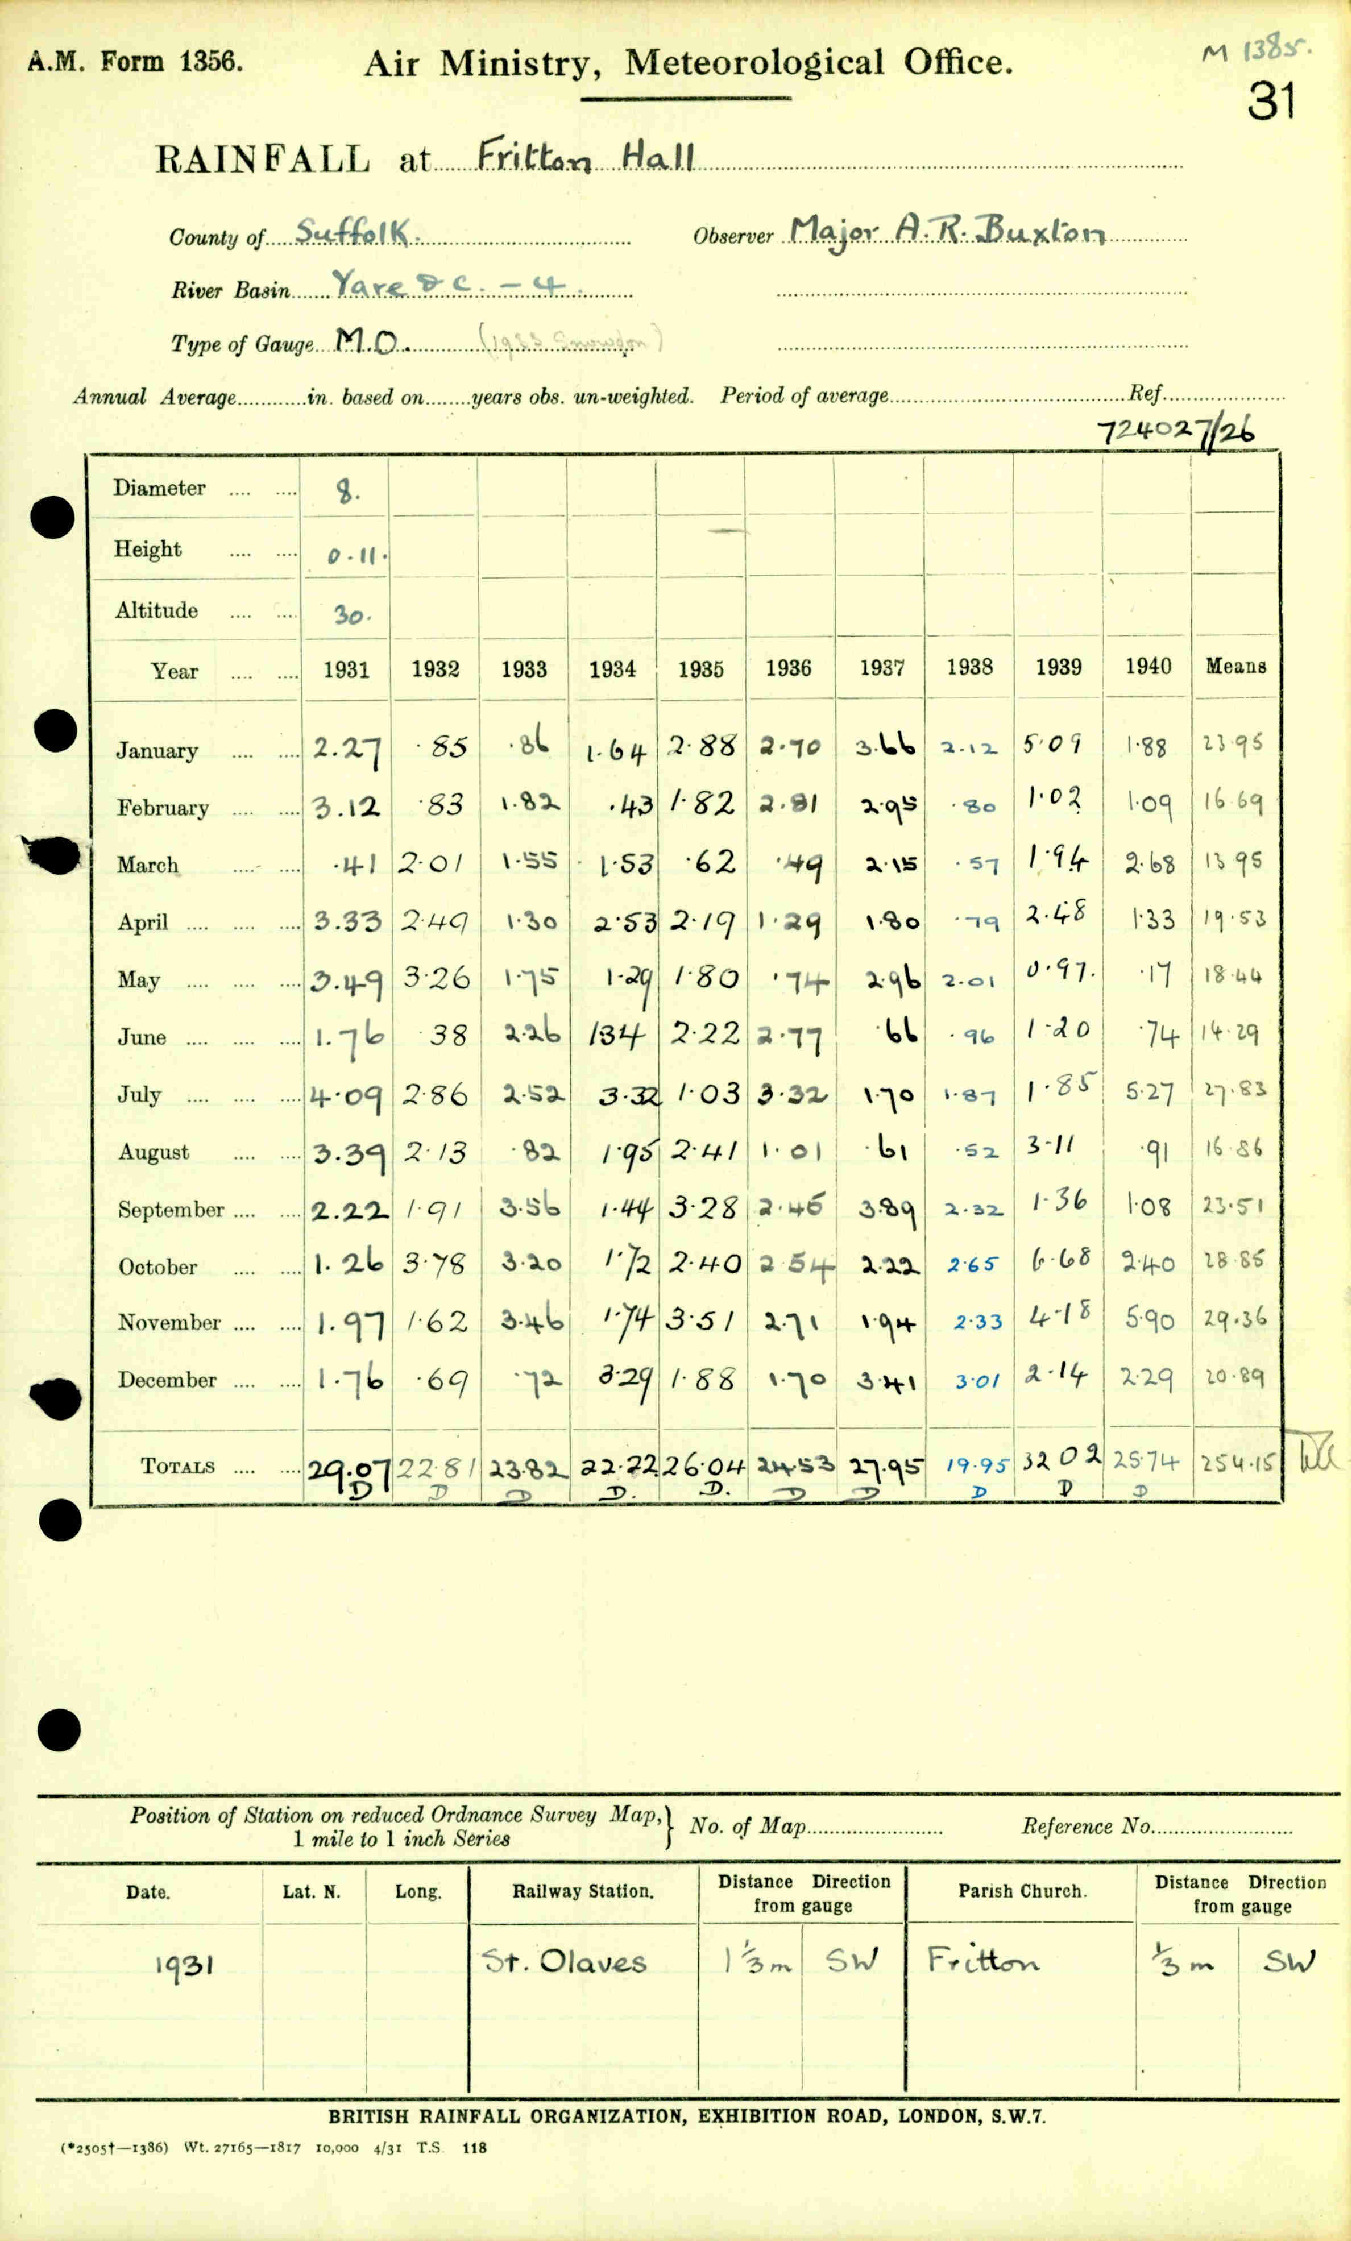 A.M. Form 1356.
Air Ministry, Meteorological Office.
M 1385.
31
RAINFALL at Fritton Hall
County of Suffolk. Observer Major A. R. Buxton
River Basin Yare & C. - 4.
Type of Gauge M.O. (1933 Snowdon)
Annual Average in. based on years obs. un-weighted. Period of average Ref.
724027/26
Diameter 8.
Height 0.11.
Altitude 30.
Year 1931 1932 1933 1934 1935 1936 1937 1938 1939 1940 Means
January 2.27 .85 .86 1.64 2.88 2.70 3.66 2.12 5.09 1.88 23.95
February 3.12 .83 1.82 .43 1.82 2.81 2.95 .80 1.02 1.09 16.69
March .41 2.01 1.55 1.53 .62 .49 2.15 .57 1.94 2.68 13.95
April 3.33 2.49 1.30 2.53 2.19 1.29 1.80 .79 2.48 1.33 19.53
May 3.49 3.26 1.75 1.29 1.80 .74 2.96 2.01 0.97. .17 18.44
June 1.76 .38 2.26 1.34 2.22 2.77 .66 .96 1.20 .74 14.29
July 4.09 2.86 2.52 3.32 1.03 3.32 1.70 1.87 1.85 5.27 27.83
August 3.39 2.13 .82 1.95 2.41 1.01 .61 .52 3.11 .91 16.86
September 2.22 1.91 3.56 1.44 3.28 2.45 3.89 2.32 1.36 1.08 23.51
October 1.26 3.78 3.20 1.72 2.40 2.54 2.22 2.65 6.68 2.40 28.85
November 1.97 1.62 3.46 1.74 3.51 2.71 1.94 2.33 4.18 5.90 29.36
December 1.76 .69 .72 3.29 1.88 1.70 3.41 3.01 2.14 2.29 20.89
TOTALS 29.07 22.81 23.82 22.22 26.04 24.53 27.95 19.95 32.02 25.74 254.15
D D D D. D. D D D D D
Position of Station on reduced Ordnance Survey Map, 1 mile to 1 inch Series } No. of Map Reference No.
Date. Lat. N. Long. Railway Station. Distance from gauge Direction Parish Church. Distance from gauge Direction
1931 St. Olaves 1 1/3 m SW Fritton 1/3 m SW
BRITISH RAINFALL ORGANIZATION, EXHIBITION ROAD, LONDON, S.W.7.
(*2505†—1386) Wt. 27165—1817 10,000 4/31 T.S. 118